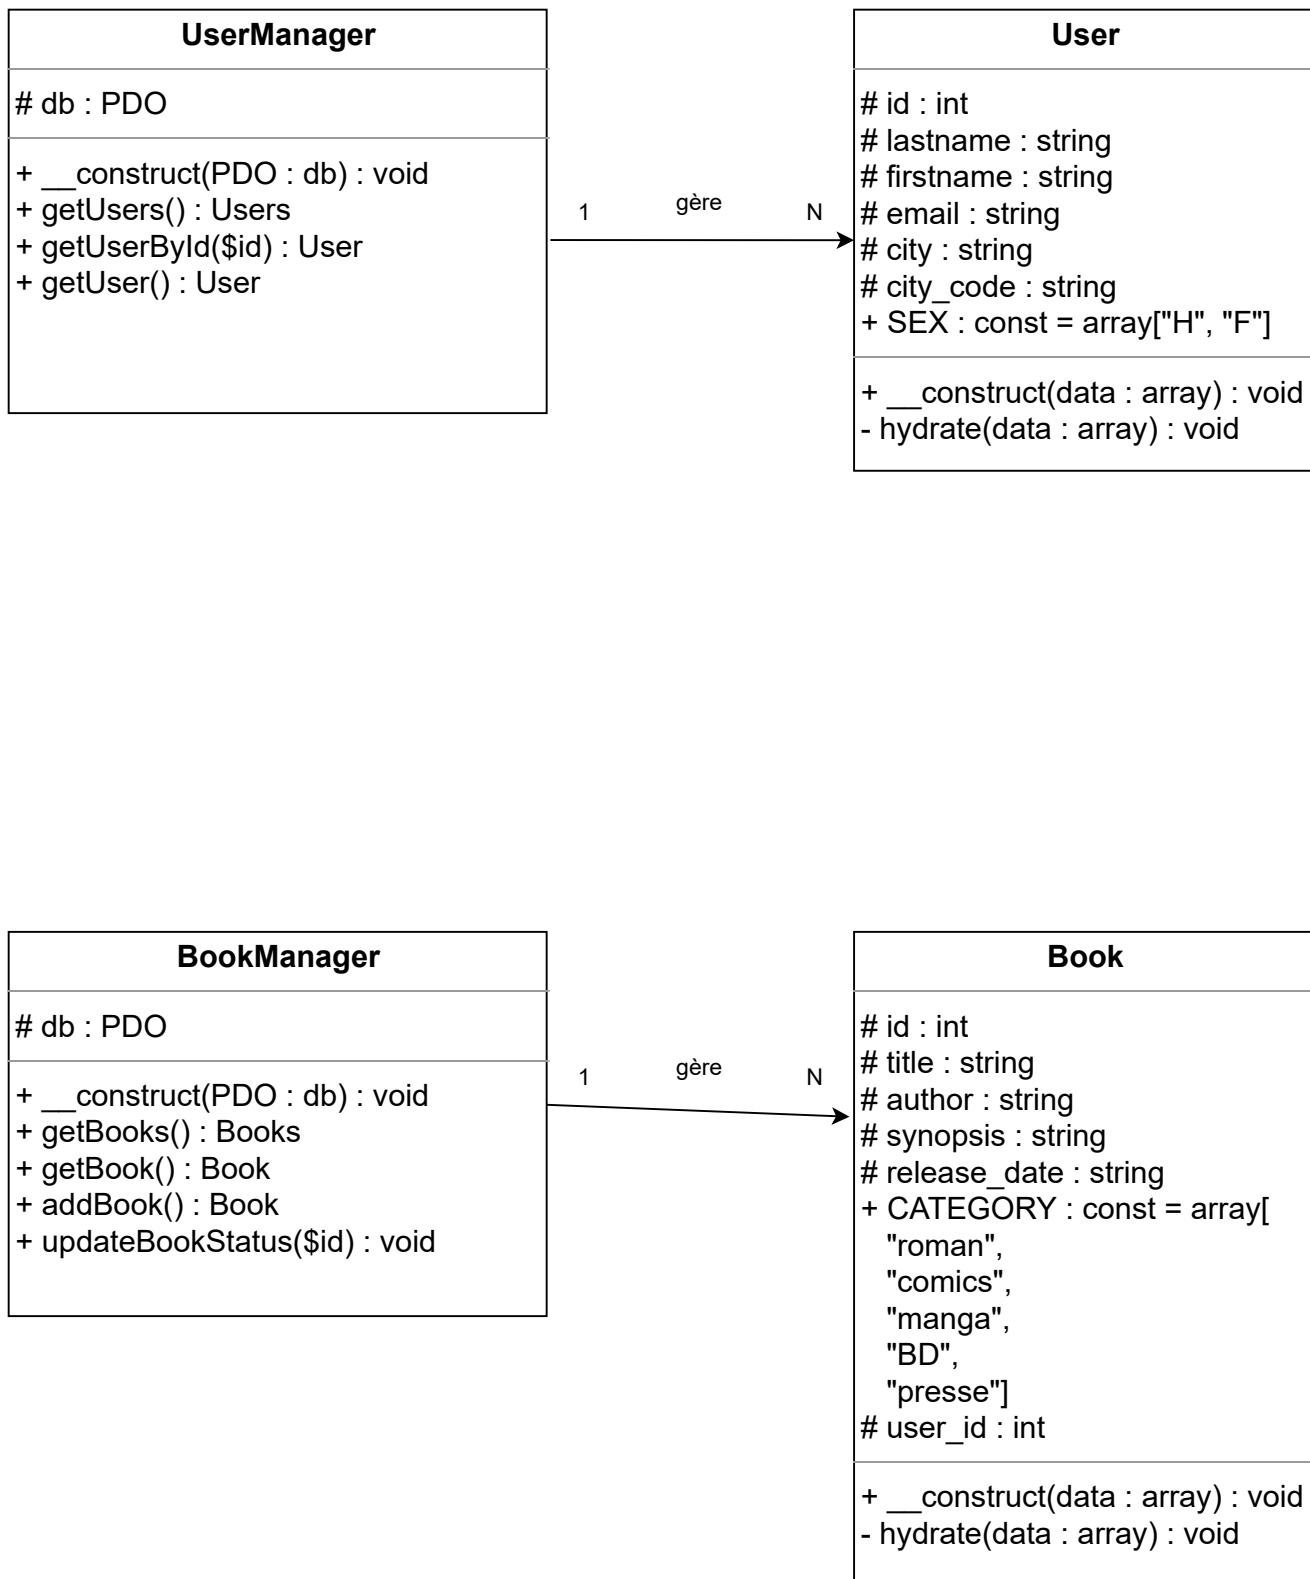 UserManager
# db : PDO
+ __construct(PDO : db) : void
+ getUsers() : Users
+ getUserById($id) : User
+ getUser() : User
1
gère
N
User
# id : int
# lastname : string
# firstname : string
# email : string
# city : string
# city_code : string
+ SEX : const = array["H", "F"]
+ __construct(data : array) : void
- hydrate(data : array) : void
BookManager
# db : PDO
+ __construct(PDO : db) : void
+ getBooks() : Books
+ getBook() : Book
+ addBook() : Book
+ updateBookStatus($id) : void
1
gère
N
Book
# id : int
# title : string
# author : string
# synopsis : string
# release_date : string
+ CATEGORY : const = array[
"roman",
"comics",
"manga",
"BD",
"presse"]
# user_id : int
+ __construct(data : array) : void
- hydrate(data : array) : void